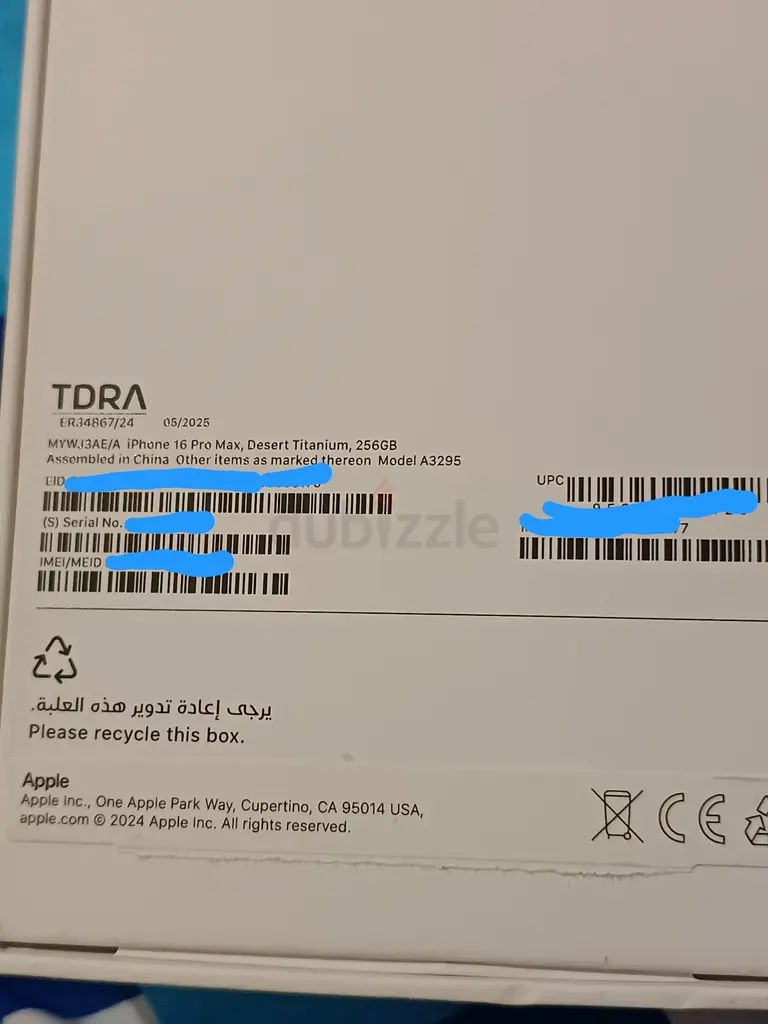 TDRA
ER34867/24 05/2025
MYWJ3AE/A iPhone 16 Pro Max, Desert Titanium, 256GB
Assembled in China Other items as marked thereon Model A3295
EID
UPC
(S) Serial No.
dubizzle
7
IMEI/MEID
يرجى إعادة تدوير هذه العلبة.
Please recycle this box.
Apple
Apple Inc., One Apple Park Way, Cupertino, CA 95014 USA,
apple.com © 2024 Apple Inc. All rights reserved.
CE